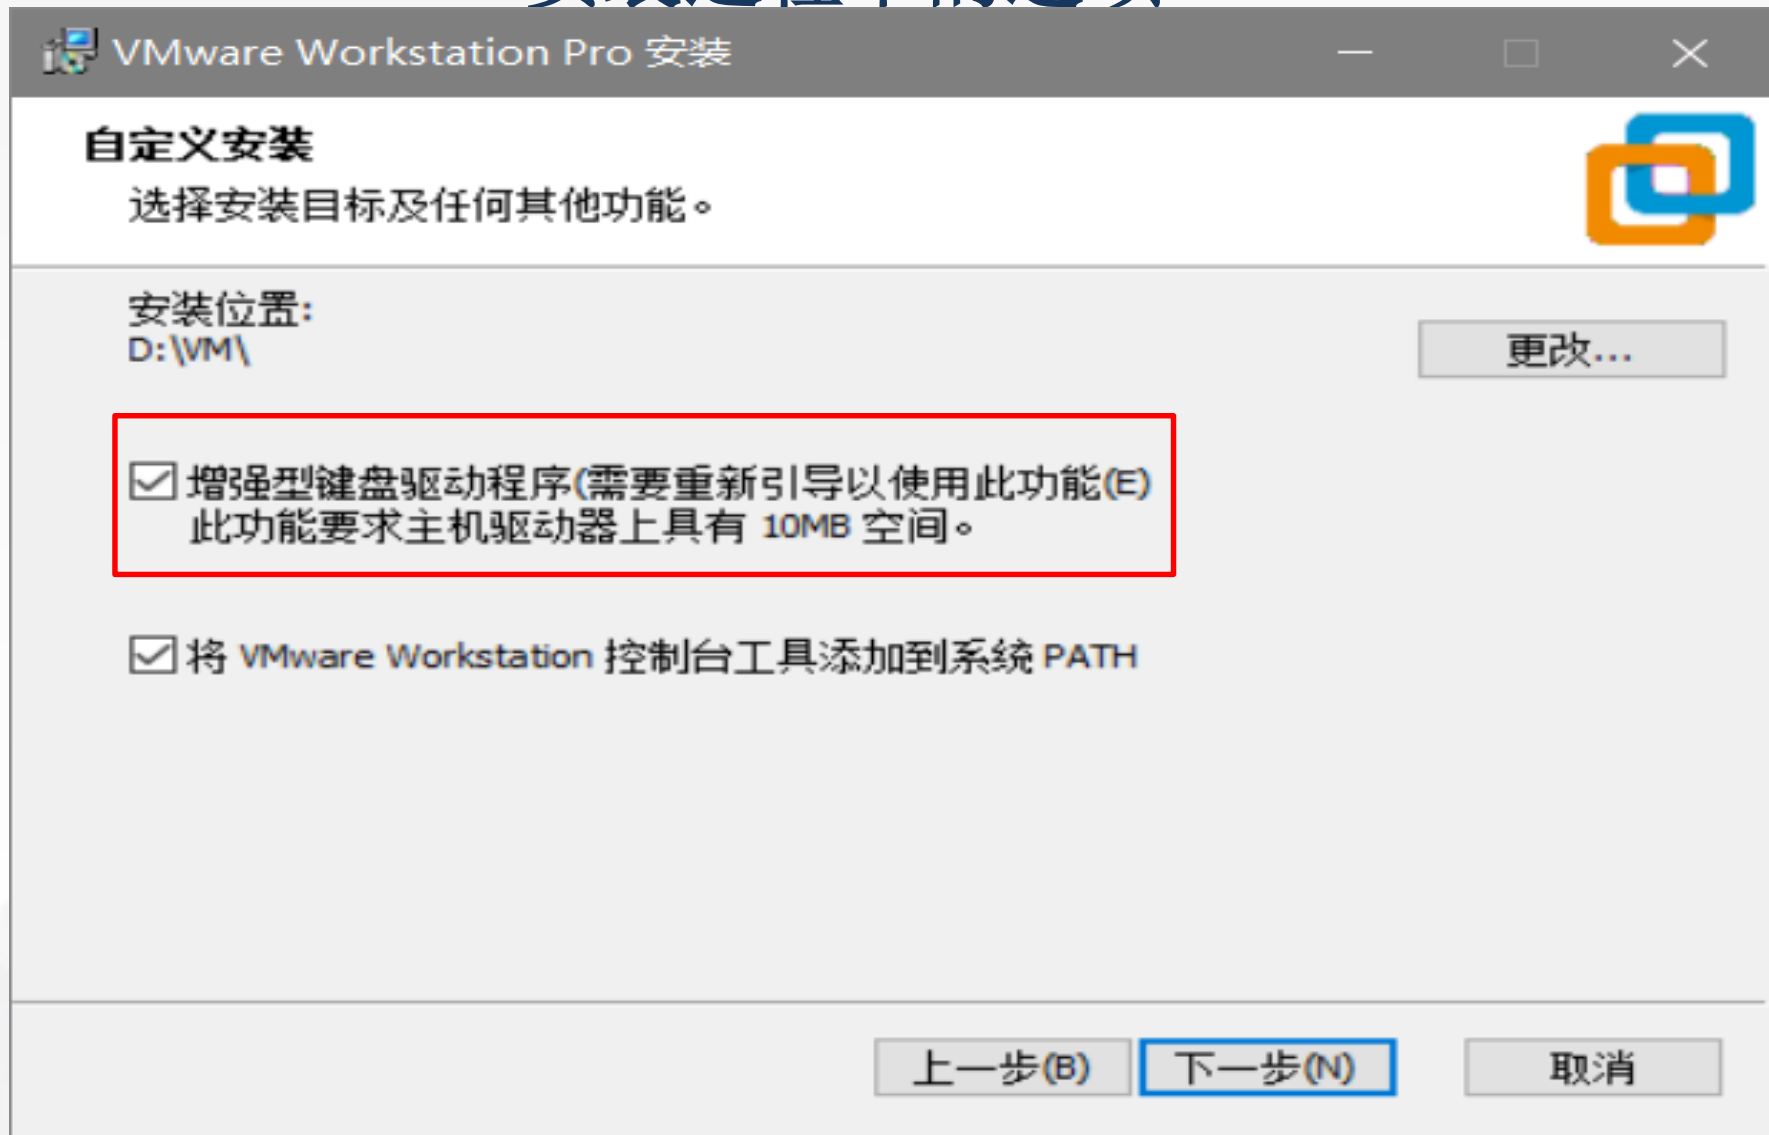 VMware Workstation Pro 安装
自定义安装
选择安装目标及任何其他功能。
安装位置:
D:\VM\
更改...
增强型键盘驱动程序(需要重新引导以使用此功能(E)
此功能要求主机驱动器上具有 10MB 空间。
将 VMware Workstation 控制台工具添加到系统 PATH
上一步(B)
下一步(N)
取消